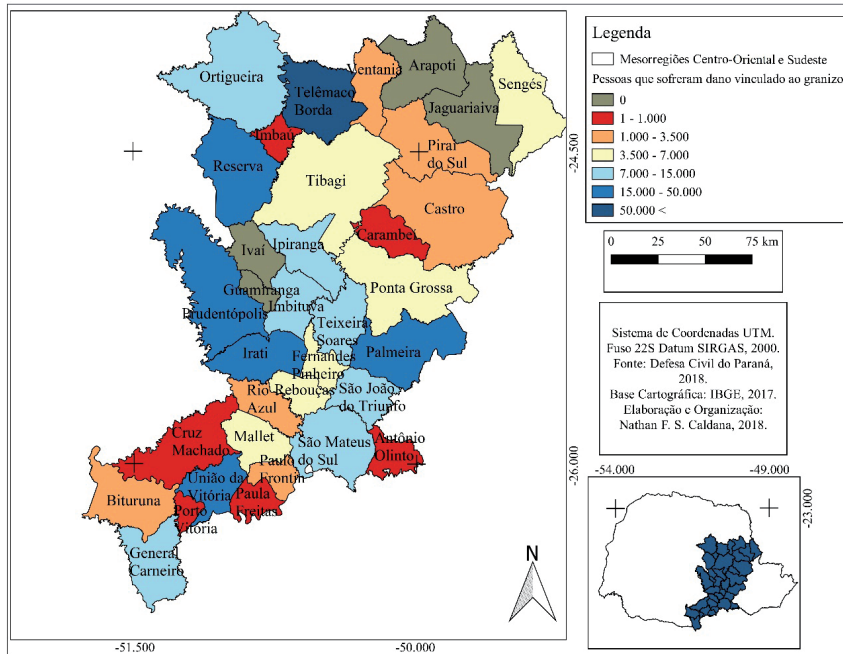 Ortigueira
Telêmaco
Borda
Ventania
Arapoti
Sengés
Jaguariaiva
Imbaú
Piraí
do Sul
Reserva
Tibagi
Castro
Carambeí
Ivaí
Ipiranga
Guamiranga
Imbituva
Ponta Grossa
Prudentópolis
Teixeira
Soares
Irati
Fernandes
Pinheiro
Palmeira
Rebouças
Rio
Azul
São João
do Triunfo
Cruz
Machado
Mallet
São Mateus
do Sul
Antônio
Olinto
Paulo
Frontin
União da
Vitória
Bituruna
Porto
Vitória
Paula
Freitas
General
Carneiro
N
-51.500
-50.000
-24.500
-26.000
Legenda
Mesorregiões Centro-Oriental e Sudeste
Pessoas que sofreram dano vinculado ao granizo
0
1 - 1.000
1.000 - 3.500
3.500 - 7.000
7.000 - 15.000
15.000 - 50.000
50.000 <
0 25 50 75 km
Sistema de Coordenadas UTM.
Fuso 22S Datum SIRGAS, 2000.
Fonte: Defesa Civil do Paraná,
2018.
Base Cartográfica: IBGE, 2017.
Elaboração e Organização:
Nathan F. S. Caldana, 2018.
-54.000
-49.000
-23.000